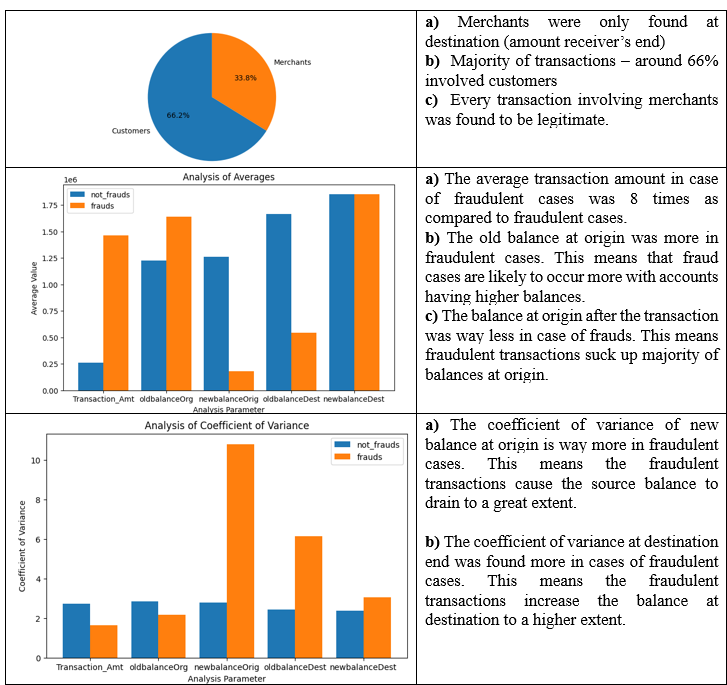 Merchants
33.8%
66.2%
Customers
a) Merchants were only found at
destination (amount receiver's end)
b) Majority of transactions – around 66%
involved customers
c) Every transaction involving merchants
was found to be legitimate.
Analysis of Averages
1e6
not_frauds
frauds
1.75
1.50
1.25
1.00
0.75
0.50
0.25
0.00
Average Value
Transaction_Amt oldbalanceOrg newbalanceOrig oldbalanceDest newbalanceDest
Analysis Parameter
a) The average transaction amount in case
of fraudulent cases was 8 times as
compared to fraudulent cases.
b) The old balance at origin was more in
fraudulent cases. This means that fraud
cases are likely to occur more with accounts
having higher balances.
c) The balance at origin after the transaction
was way less in case of frauds. This means
fraudulent transactions suck up majority of
balances at origin.
Analysis of Coefficient of Variance
not_frauds
frauds
10
8
6
4
2
0
Coefficient of Variance
Transaction_Amt oldbalanceOrg newbalanceOrig oldbalanceDest newbalanceDest
Analysis Parameter
a) The coefficient of variance of new
balance at origin is way more in fraudulent
cases. This means the fraudulent
transactions cause the source balance to
drain to a great extent.
b) The coefficient of variance at destination
end was found more in cases of fraudulent
cases. This means the fraudulent
transactions increase the balance at
destination to a higher extent.